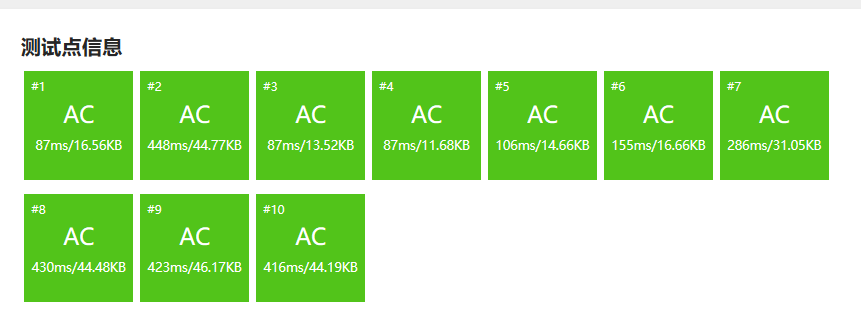 测试点信息
#1 #2 #3 #4 #5 #6 #7
AC AC AC AC AC AC AC
87ms/16.56KB 448ms/44.77KB 87ms/13.52KB 87ms/11.68KB 106ms/14.66KB 155ms/16.66KB 286ms/31.05KB
#8 #9 #10
AC AC AC
430ms/44.48KB 423ms/46.17KB 416ms/44.19KB